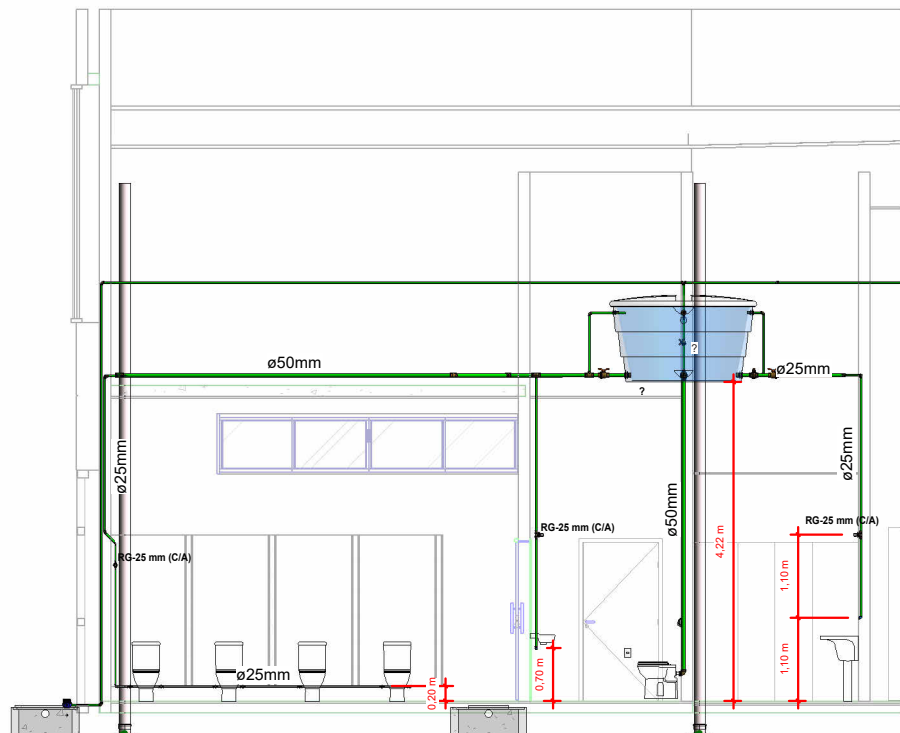 ?
ø50mm
ø25mm
?
ø25mm
ø25mm
ø50mm
RG-25 mm (C/A)
RG-25 mm (C/A)
RG-25 mm (C/A)
4,22 m
1,10 m
1,10 m
0,70 m
ø25mm
0,20 m